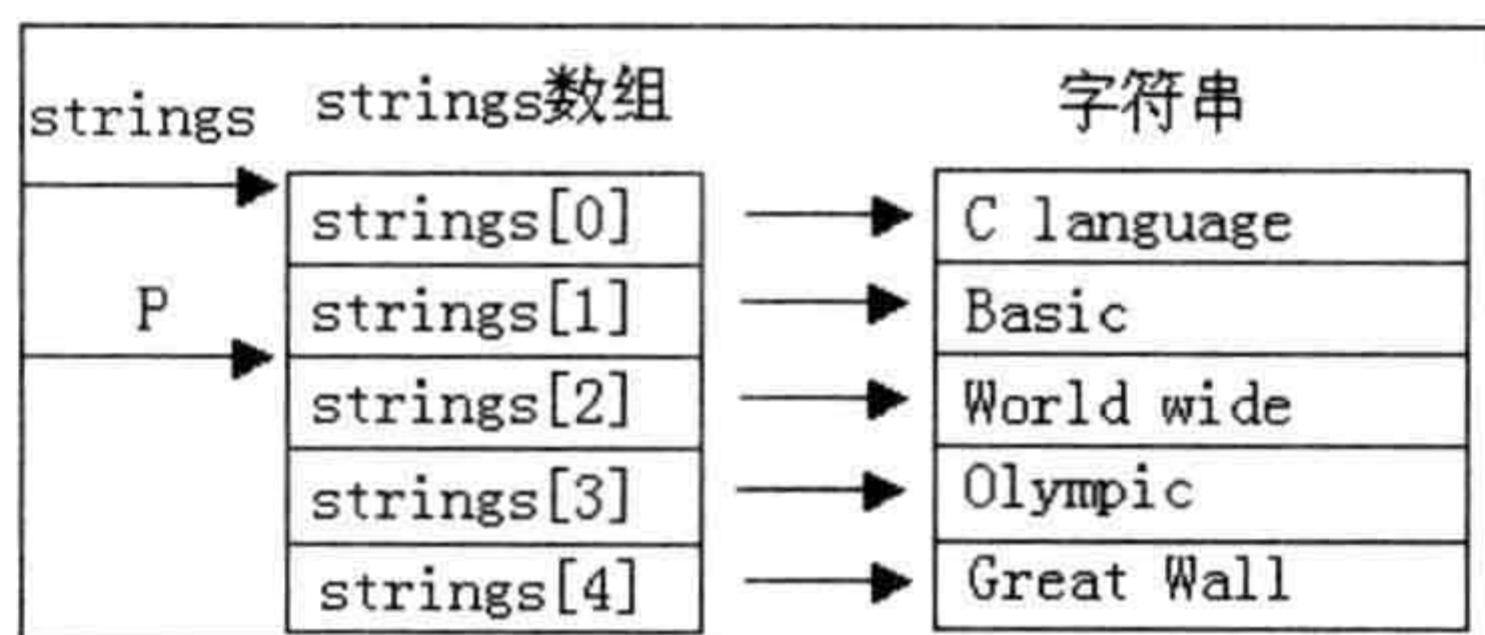 strings strings数组 字符串
strings[0] C language
P
strings[1] Basic
strings[2] World wide
strings[3] Olympic
strings[4] Great Wall